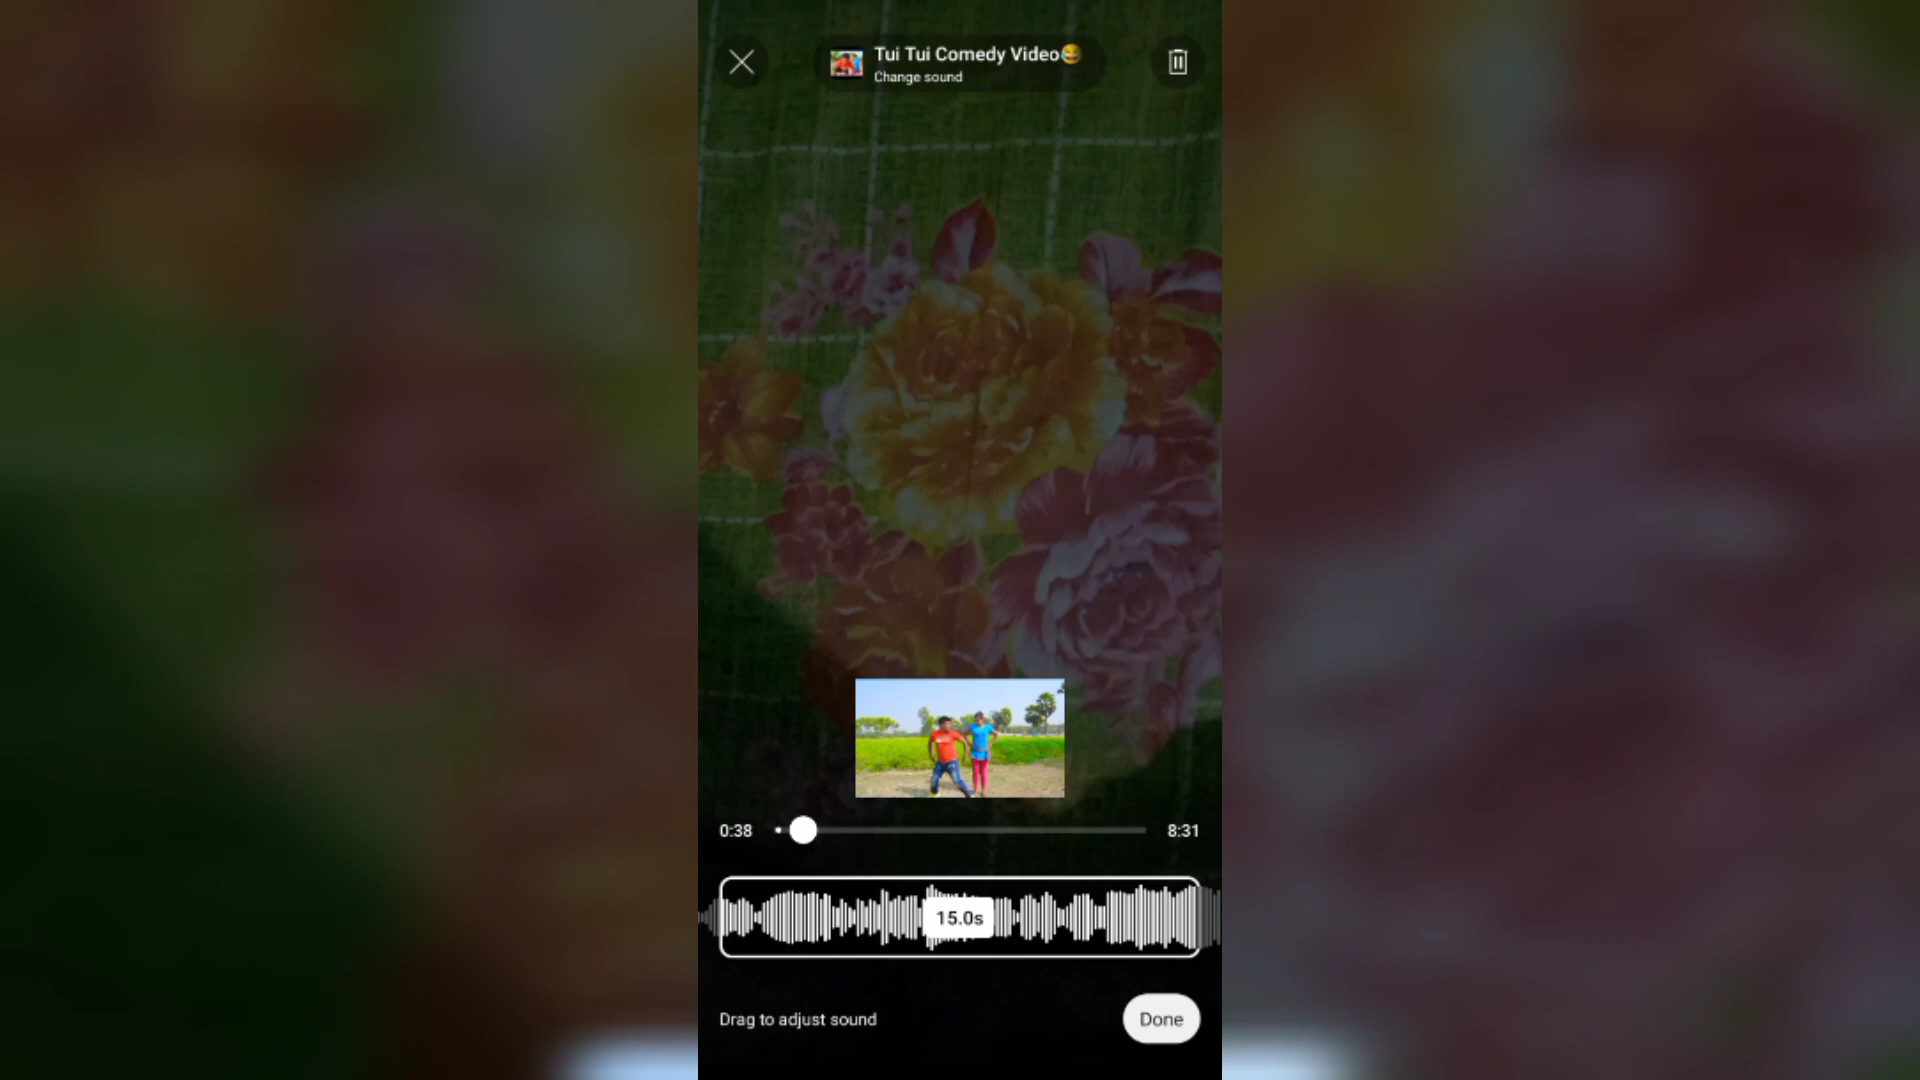 Tui Tui Comedy Video😂
Change sound
0:38
8:31
15.0s
Drag to adjust sound
Done